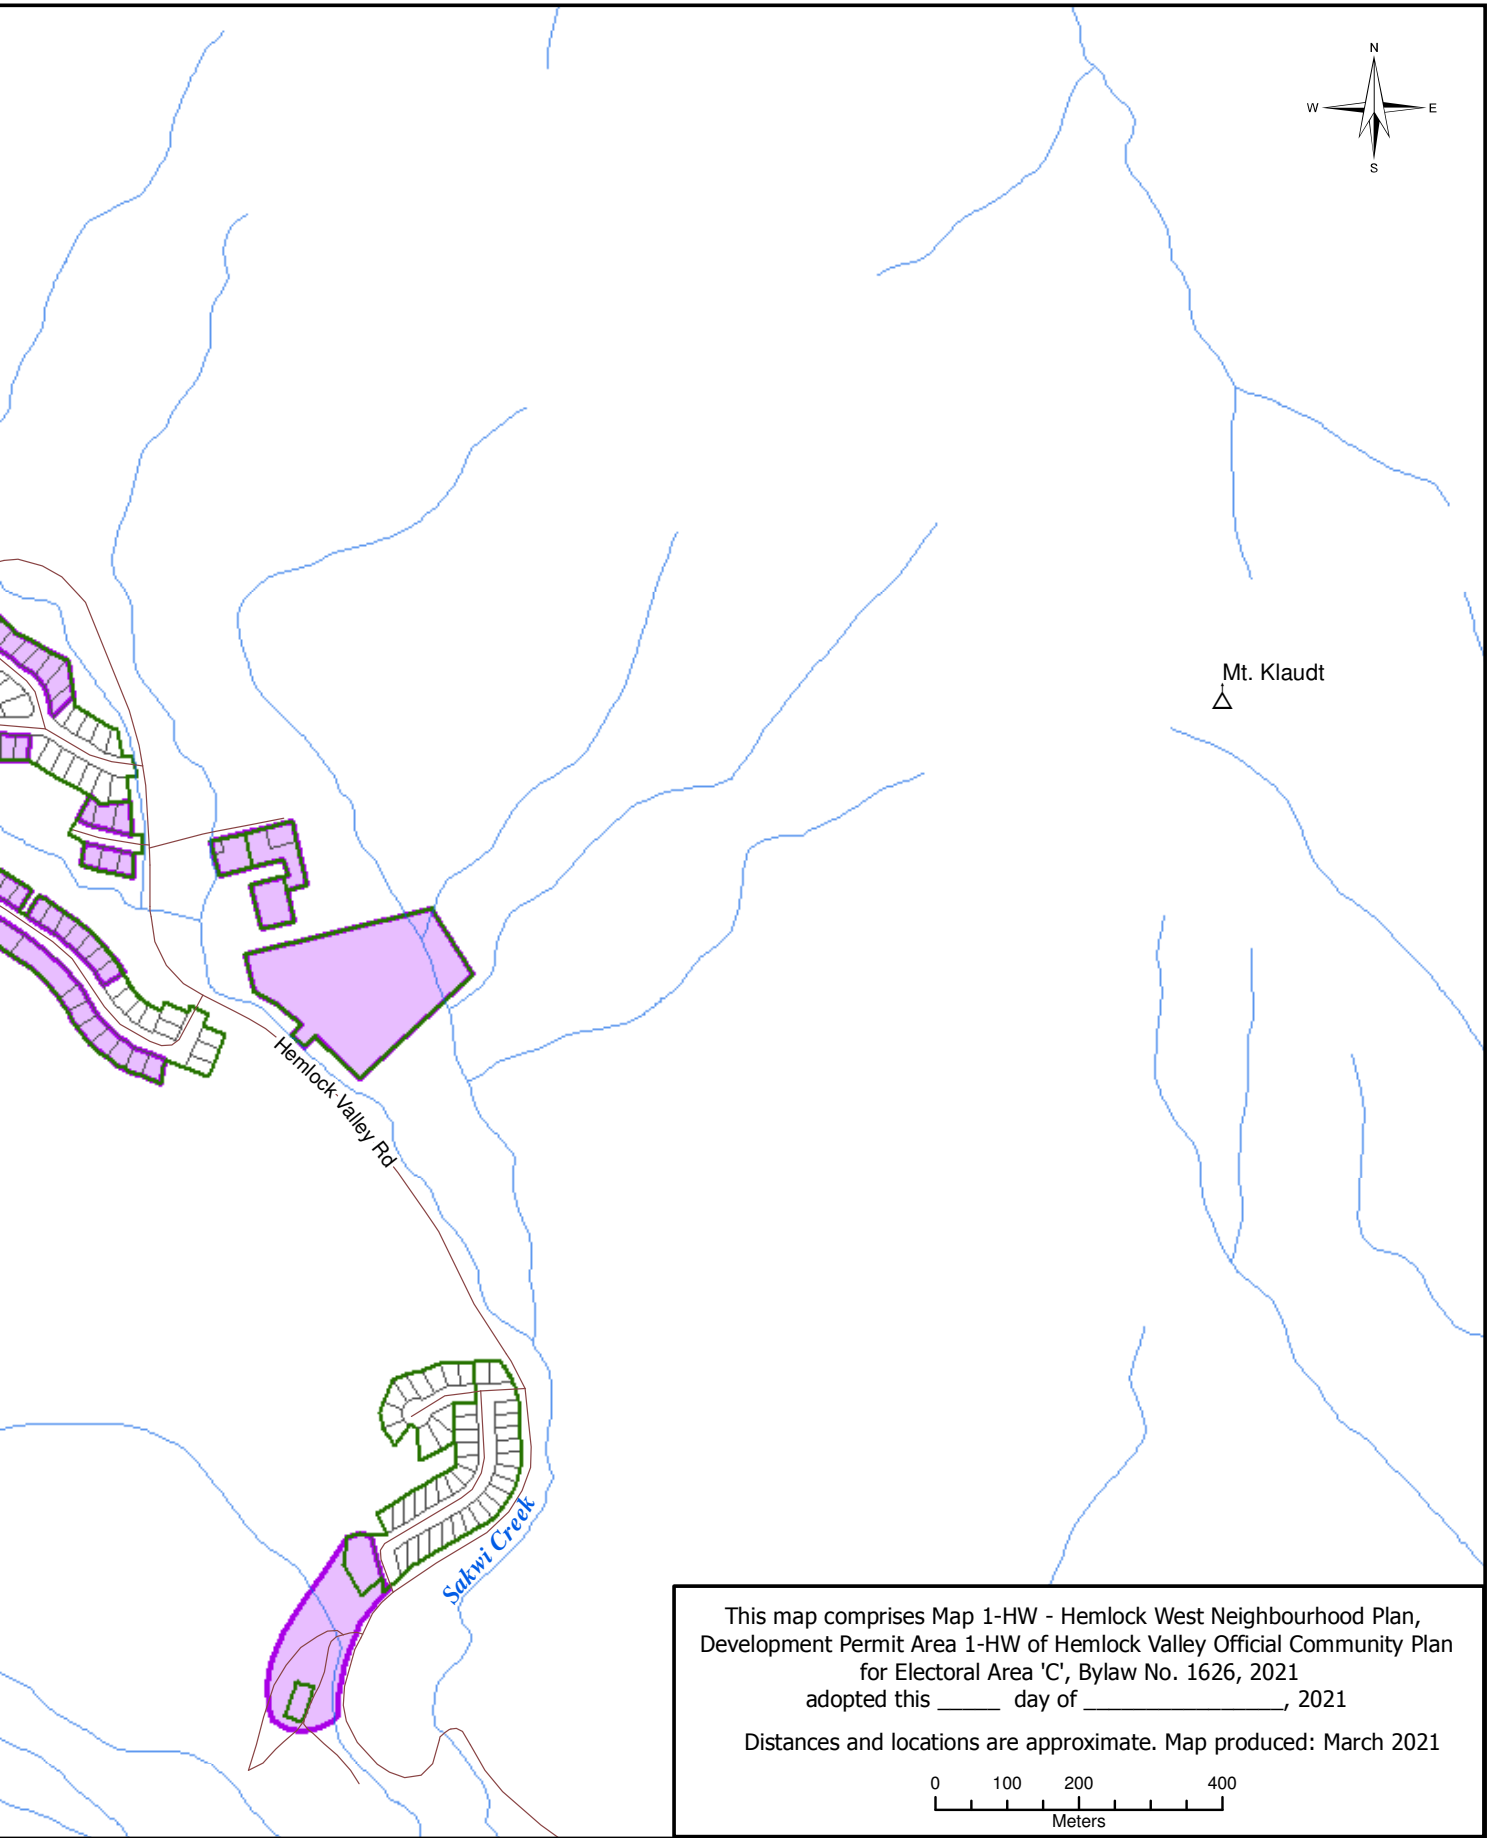 N
W E
S
Mt. Klaudt
Hemlock Valley Rd
Sakwi Creek
This map comprises Map 1-HW - Hemlock West Neighbourhood Plan,
Development Permit Area 1-HW of Hemlock Valley Official Community Plan
for Electoral Area 'C', Bylaw No. 1626, 2021
adopted this _____ day of ________________, 2021
Distances and locations are approximate. Map produced: March 2021
0 100 200 400
Meters